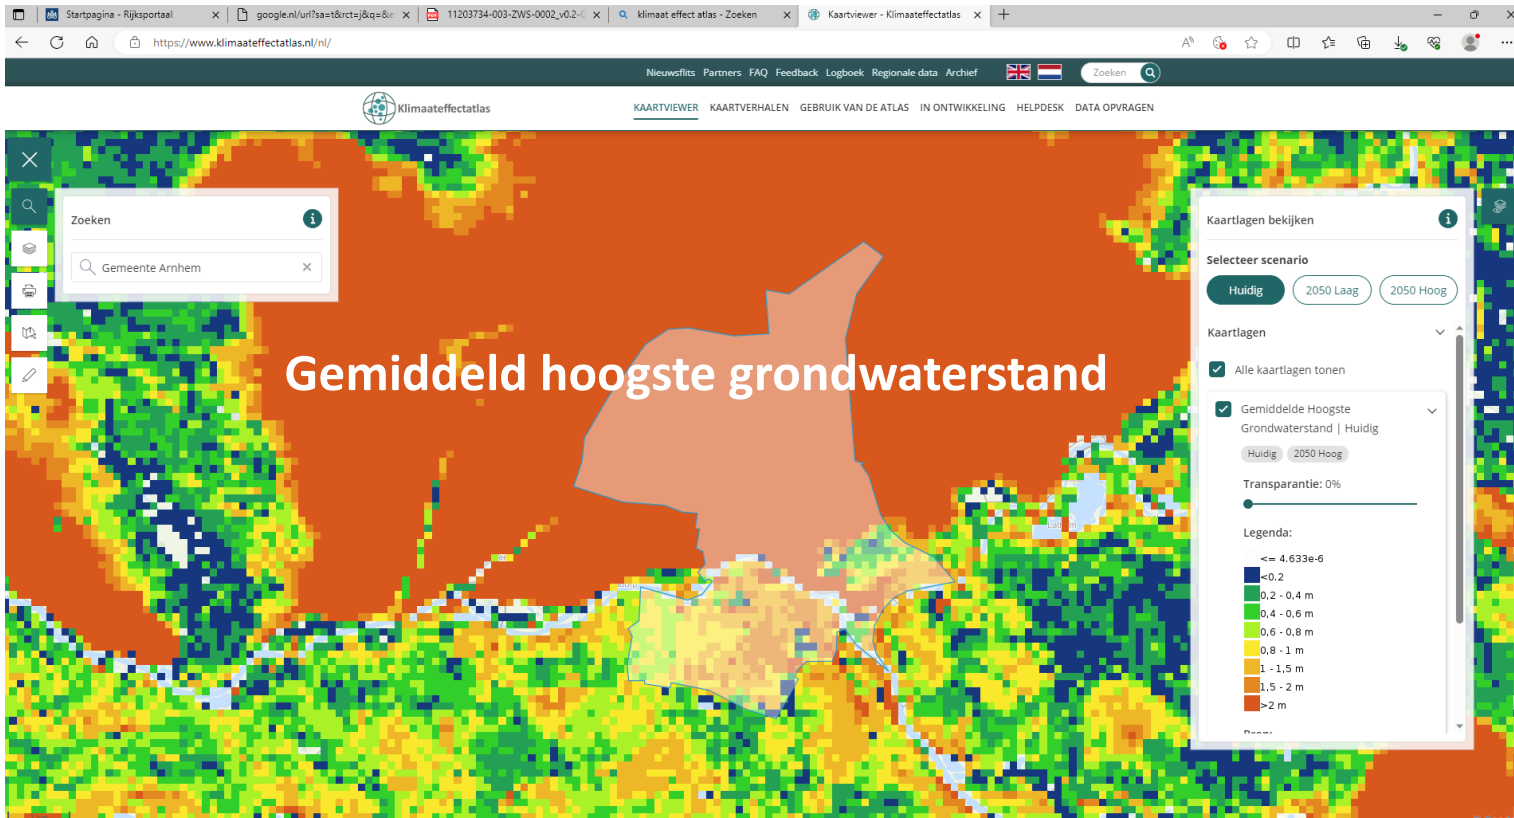 Startpagina - Rijksportaal
google.nl/url?sa=t&rct=j&q=&e
11203734-003-ZWS-0002_v0.2-G
klimaat effect atlas - Zoeken
Kaartviewer - Klimaateffectatlas
https://www.klimaateffectatlas.nl/nl/
Nieuwsflits Partners FAQ Feedback Logboek Regionale data Archief
Zoeken
Klimaateffectatlas
KAARTVIEWER KAARTVERHALEN GEBRUIK VAN DE ATLAS IN ONTWIKKELING HELPDESK DATA OPVRAGEN
Zoeken
Gemeente Arnhem
Gemiddeld hoogste grondwaterstand
Kaartlagen bekijken
Selecteer scenario
Huidig 2050 Laag 2050 Hoog
Kaartlagen
Alle kaartlagen tonen
Gemiddelde Hoogste
Grondwaterstand | Huidig
Huidig 2050 Hoog
Transparantie: 0%
Legenda:
<= 4.633e-6
<0.2
0,2 - 0,4 m
0,4 - 0,6 m
0,6 - 0,8 m
0,8 - 1 m
1 - 1,5 m
1,5 - 2 m
>2 m